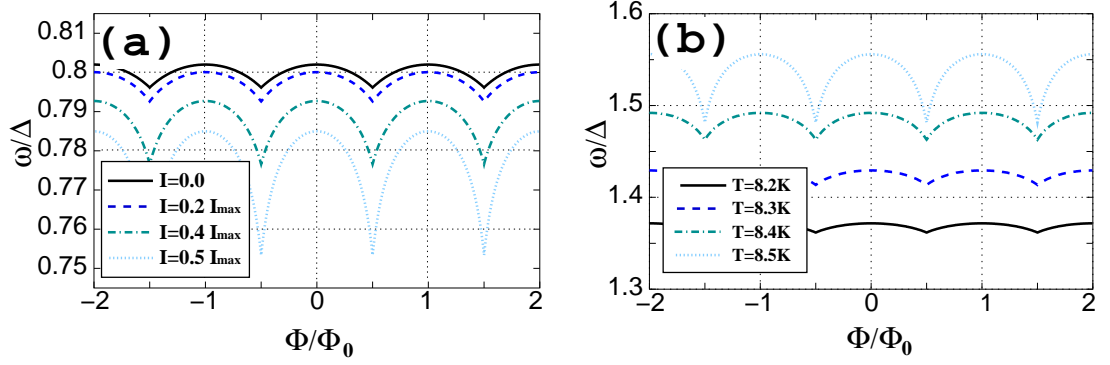 (a)
0.81
0.8
0.79
0.78
0.77
0.76
0.75
ω/Δ
I=0.0
I=0.2 Imax
I=0.4 Imax
I=0.5 Imax
−2 −1 0 1 2
Φ/Φ0
(b)
1.6
1.5
1.4
1.3
ω/Δ
T=8.2K
T=8.3K
T=8.4K
T=8.5K
−2 −1 0 1 2
Φ/Φ0